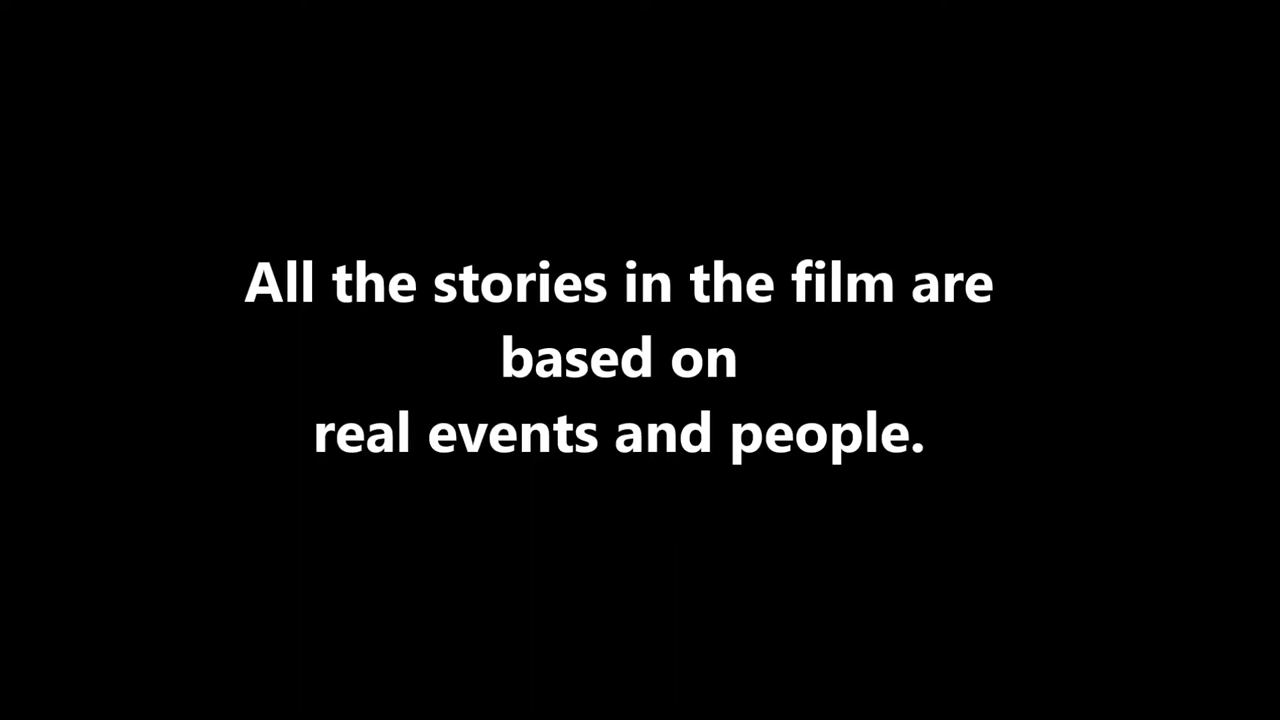 All the stories in the film are
based on
real events and people.